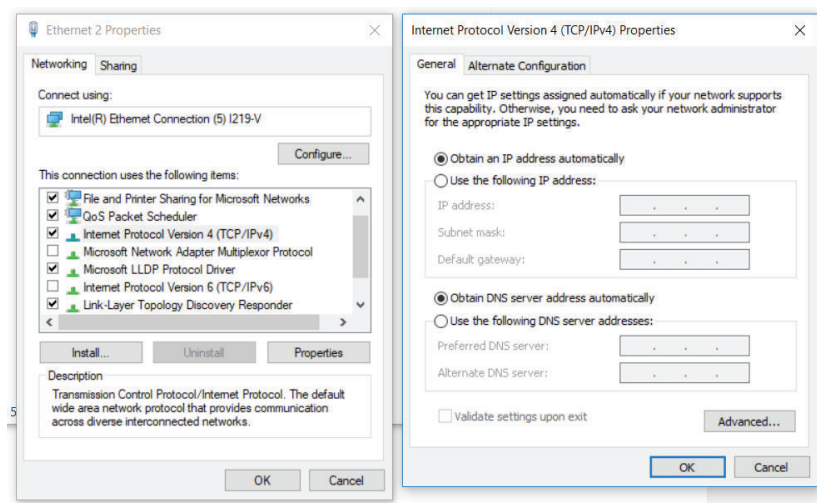 Ethernet 2 Properties
Networking
Sharing
Connect using:
Intel(R) Ethernet Connection (5) I219-V
Configure...
This connection uses the following items:
File and Printer Sharing for Microsoft Networks
QoS Packet Scheduler
Internet Protocol Version 4 (TCP/IPv4)
Microsoft Network Adapter Multiplexor Protocol
Microsoft LLDP Protocol Driver
Internet Protocol Version 6 (TCP/IPv6)
Link-Layer Topology Discovery Responder
Install...
Uninstall
Properties
Description
Transmission Control Protocol/Internet Protocol. The default
wide area network protocol that provides communication
across diverse interconnected networks.
OK
Cancel
5
Internet Protocol Version 4 (TCP/IPv4) Properties
General
Alternate Configuration
You can get IP settings assigned automatically if your network supports
this capability. Otherwise, you need to ask your network administrator
for the appropriate IP settings.
Obtain an IP address automatically
Use the following IP address:
IP address:
Subnet mask:
Default gateway:
Obtain DNS server address automatically
Use the following DNS server addresses:
Preferred DNS server:
Alternate DNS server:
Validate settings upon exit
Advanced...
OK
Cancel